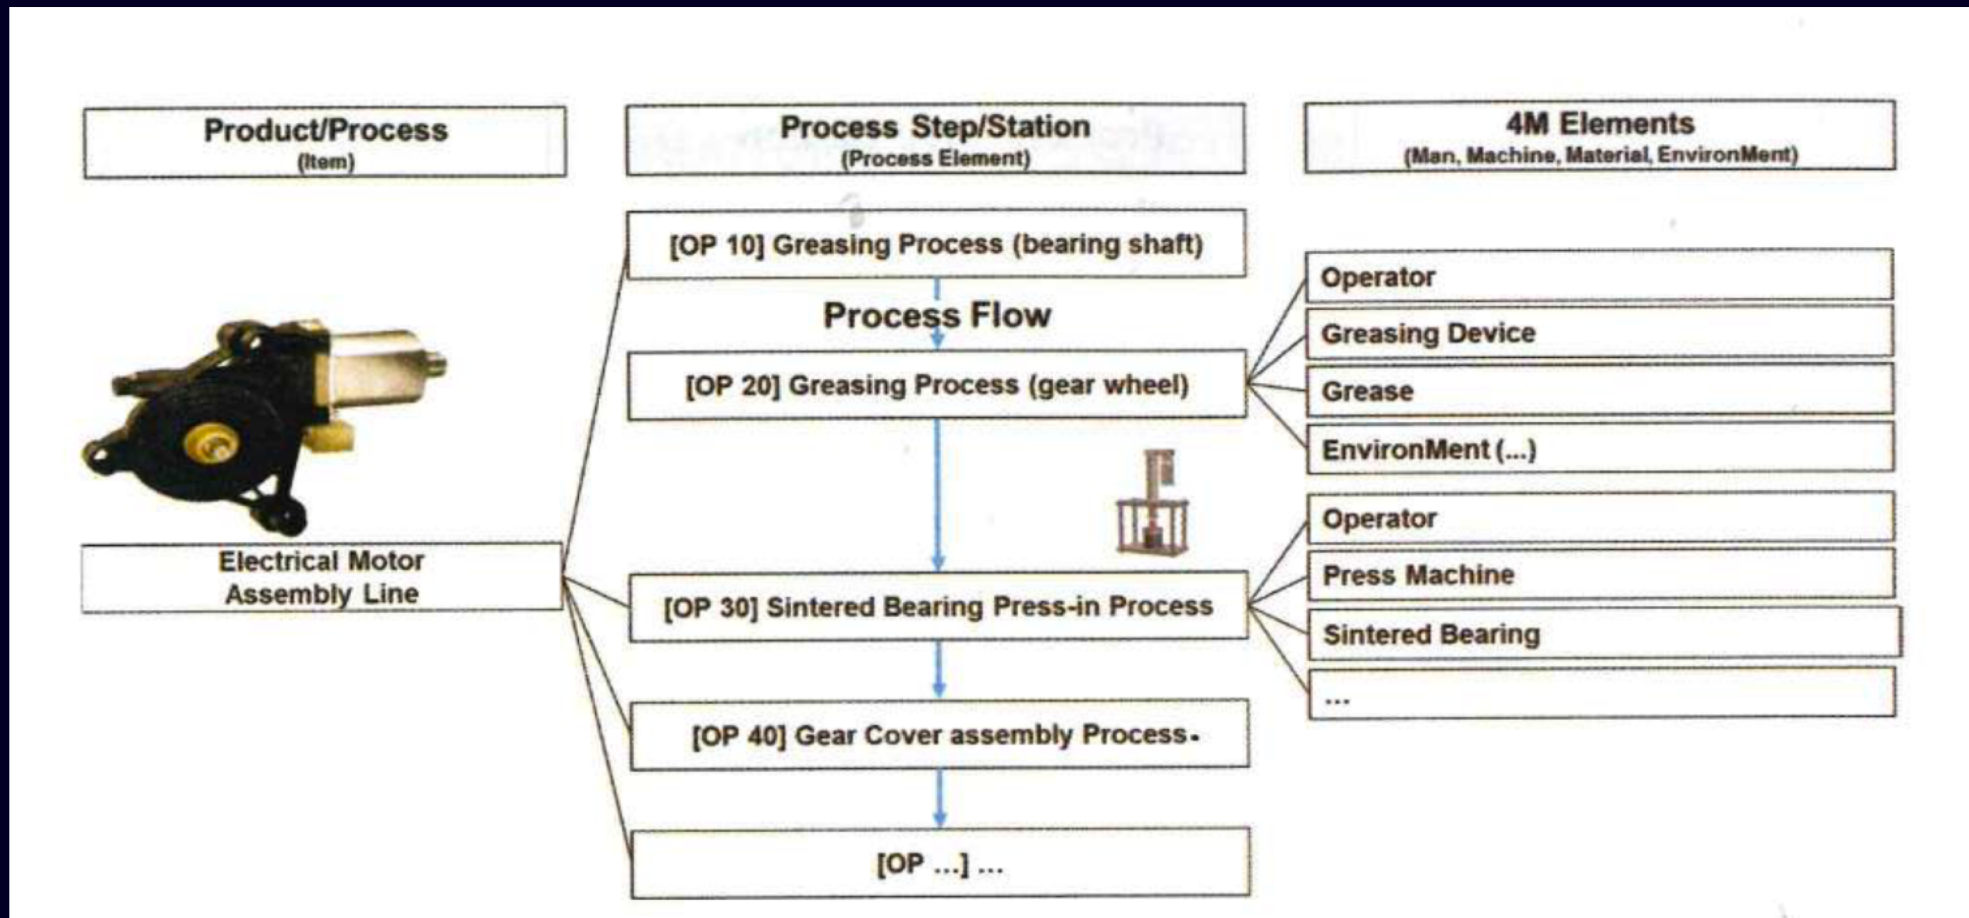 Product/Process
(Item)
Process Step/Station
(Process Element)
4M Elements
(Man, Machine, Material, EnvironMent)
[OP 10] Greasing Process (bearing shaft)
Process Flow
[OP 20] Greasing Process (gear wheel)
Operator
Greasing Device
Grease
EnvironMent (...)
Electrical Motor
Assembly Line
[OP 30] Sintered Bearing Press-in Process
Operator
Press Machine
Sintered Bearing
...
[OP 40] Gear Cover assembly Process
[OP ...] ...